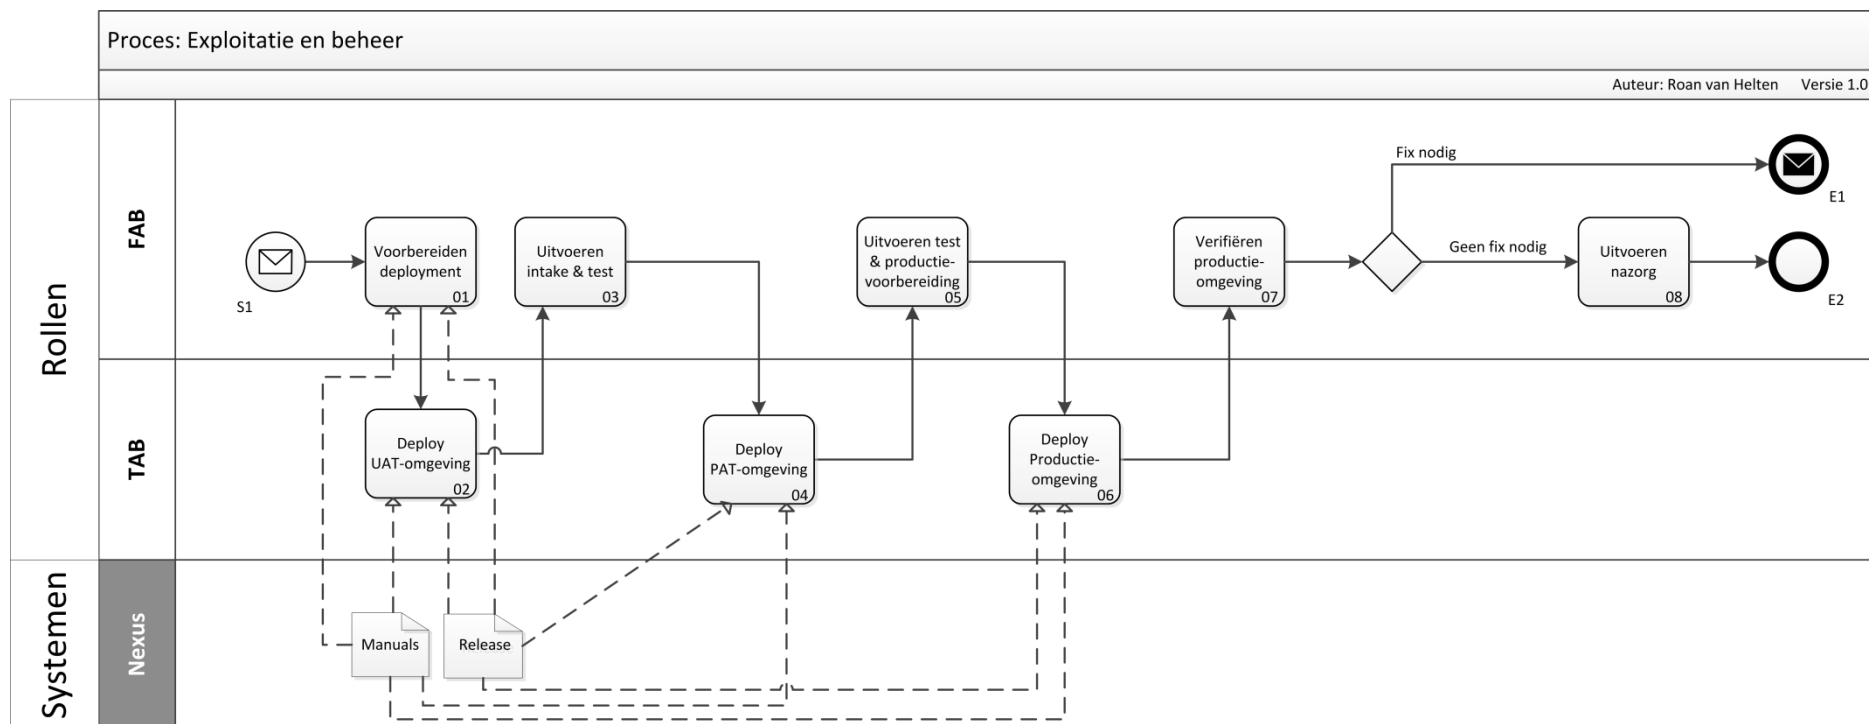 Proces: Exploitatie en beheer
Auteur: Roan van Helten Versie 1.0
Rollen
FAB
S1
Voorbereiden
deployment
01
Uitvoeren
intake & test
03
Uitvoeren test
& productie-
voorbereiding
05
Verifiëren
productie-
omgeving
07
Fix nodig
E1
Geen fix nodig
Uitvoeren
nazorg
08
E2
TAB
Deploy
UAT-omgeving
02
Deploy
PAT-omgeving
04
Deploy
Productie-
omgeving
06
Systemen
Nexus
Manuals
Release